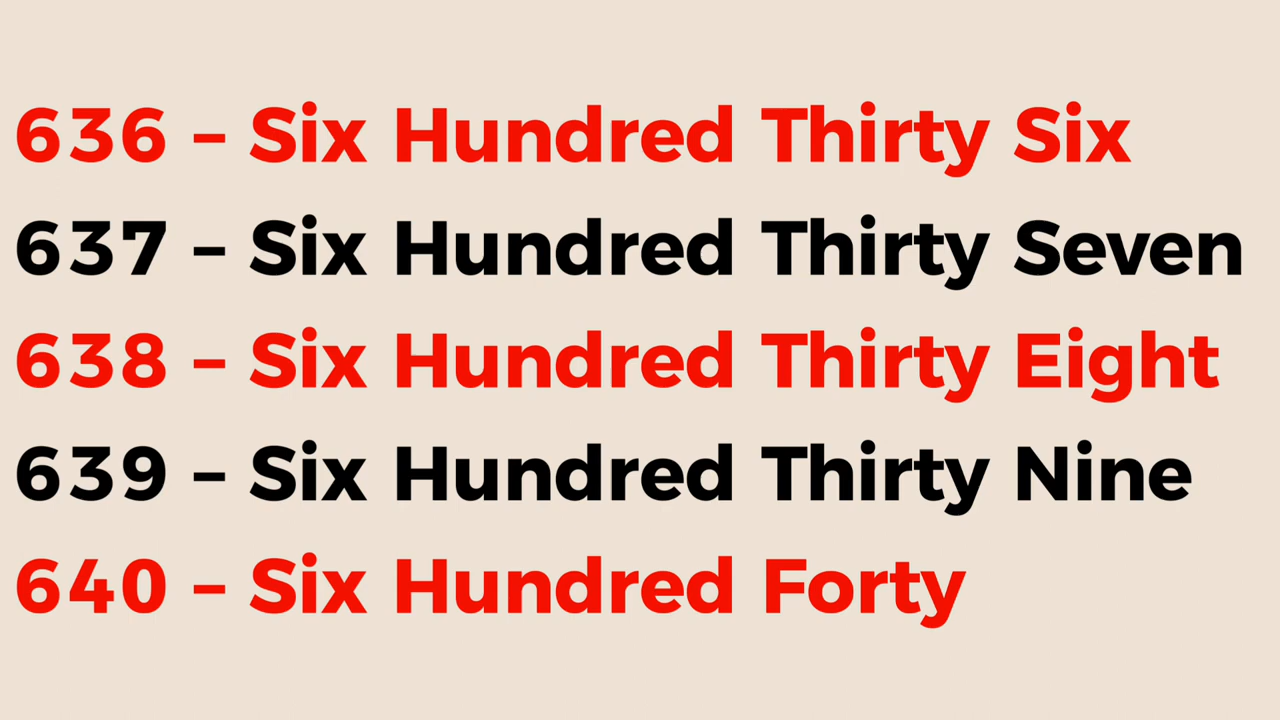 636 – Six Hundred Thirty Six
637 – Six Hundred Thirty Seven
638 – Six Hundred Thirty Eight
639 – Six Hundred Thirty Nine
640 – Six Hundred Forty